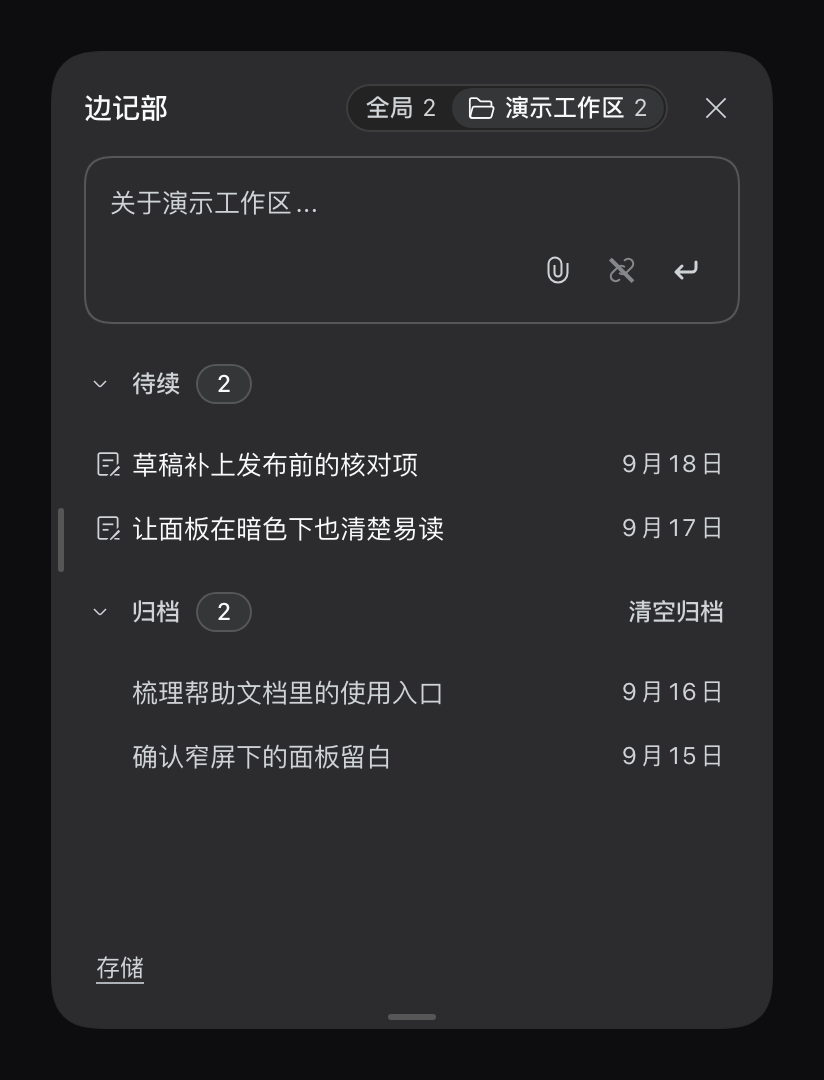 边记部 全局 2 演示工作区 2
关于演示工作区...
待续 2
草稿补上发布前的核对项 9月18日
让面板在暗色下也清楚易读 9月17日
归档 2 清空归档
梳理帮助文档里的使用入口 9月16日
确认窄屏下的面板留白 9月15日
存储